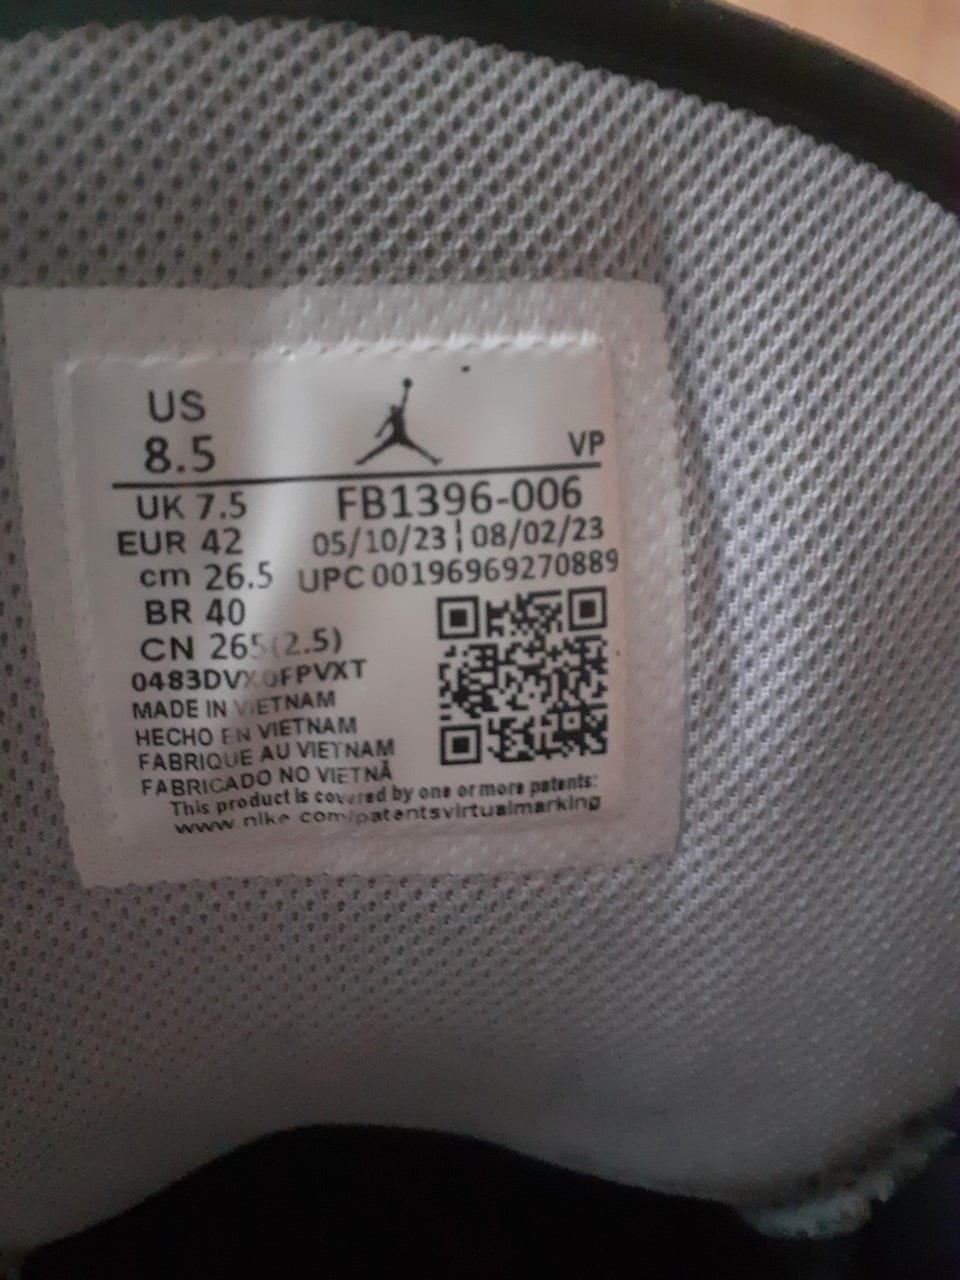 US
8.5
VP
UK 7.5
FB1396-006
EUR 42
05/10/23 ¦ 08/02/23
cm 26.5
UPC 00196969270889
BR 40
CN 265(2.5)
0483DVX0FPVXT
MADE IN VIETNAM
HECHO EN VIETNAM
FABRIQUE AU VIETNAM
FABRICADO NO VIETNÃ
This product is covered by one or more patents:
www.nike.com/patentsvirtualmarking